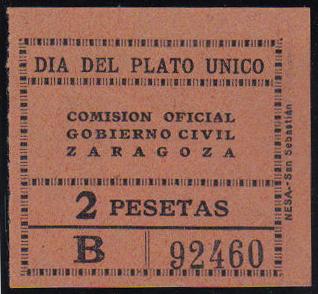 DIA DEL PLATO UNICO
COMISION OFICIAL
GOBIERNO CIVIL
ZARAGOZA
2 PESETAS
B 92460
NESA.-San Sebastián